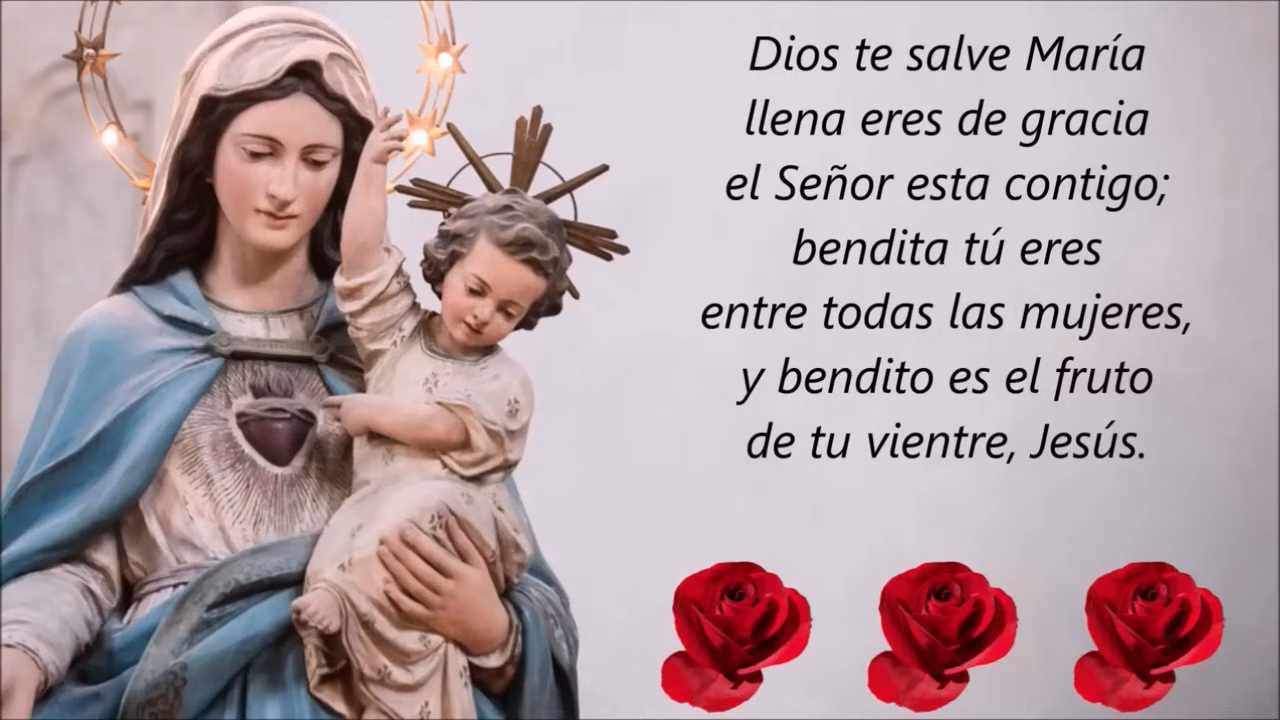 Dios te salve María
llena eres de gracia
el Señor esta contigo;
bendita tú eres
entre todas las mujeres,
y bendito es el fruto
de tu vientre, Jesús.